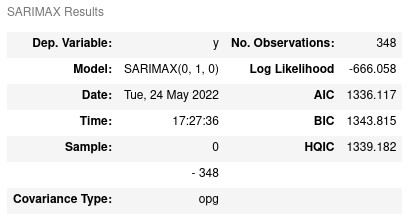 SARIMAX Results
Dep. Variable: y No. Observations: 348
Model: SARIMAX(0, 1, 0) Log Likelihood -666.058
Date: Tue, 24 May 2022 AIC 1336.117
Time: 17:27:36 BIC 1343.815
Sample: 0 HQIC 1339.182
- 348
Covariance Type: opg